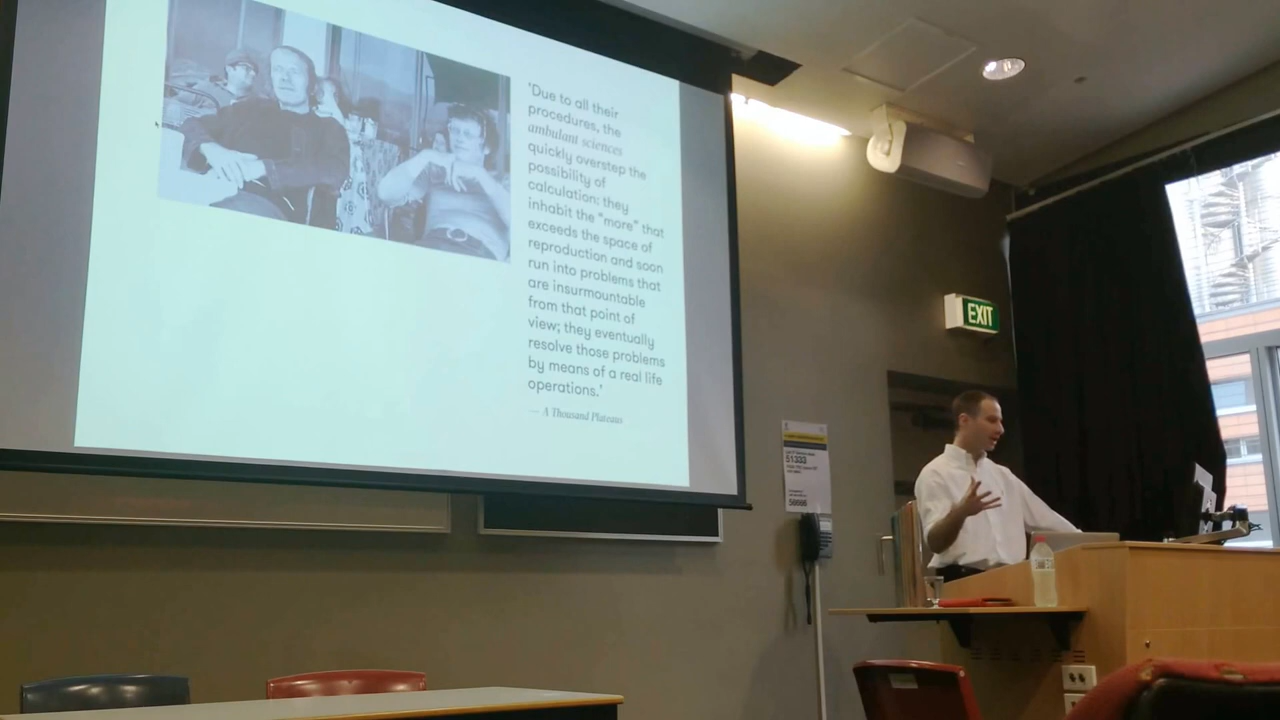 'Due to all their
procedures, the
ambulant sciences
quickly overstep the
possibility of
calculation: they
inhabit the "more" that
exceeds the space of
reproduction and soon
run into problems that
are insurmountable
from that point of
view; they eventually
resolve those problems
by means of a real life
operations.'
— A Thousand Plateaus
EXIT
51333